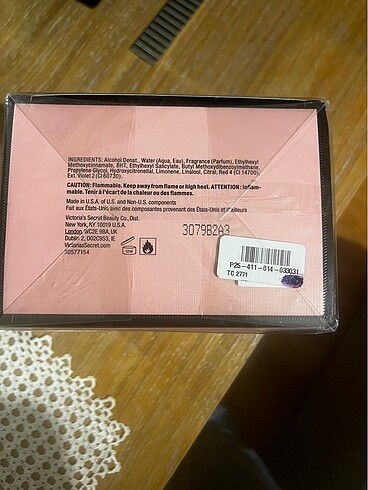 INGREDIENTS: Alcohol Denat., Water (Aqua, Eau), Fragrance (Parfum), Ethylhexyl
Methoxycinnamate, BHT, Ethylhexyl Salicylate, Butyl Methoxydibenzoylmethane,
Propylene Glycol, Hydroxycitronellal, Limonene, Linalool, Citral, Red 4 (CI 14700),
Ext. Violet 2 (CI 60730).
CAUTION: Flammable. Keep away from flame or high heat. ATTENTION : Inflam-
mable. Tenir à l'écart de la chaleur ou des flammes.
Made in U.S.A. of U.S. and Non-U.S. components
Fait aux États-Unis avec des composantes provenant des États-Unis et d'ailleurs
Victoria's Secret Beauty Co., Dist.
New York, NY 10019 U.S.A.
London, WC2E 9BA, UK
Dublin 2, D02C953, IE
VictoriasSecret.com
30577154
3079B2A3
P25-411-014-033031
TC 2771